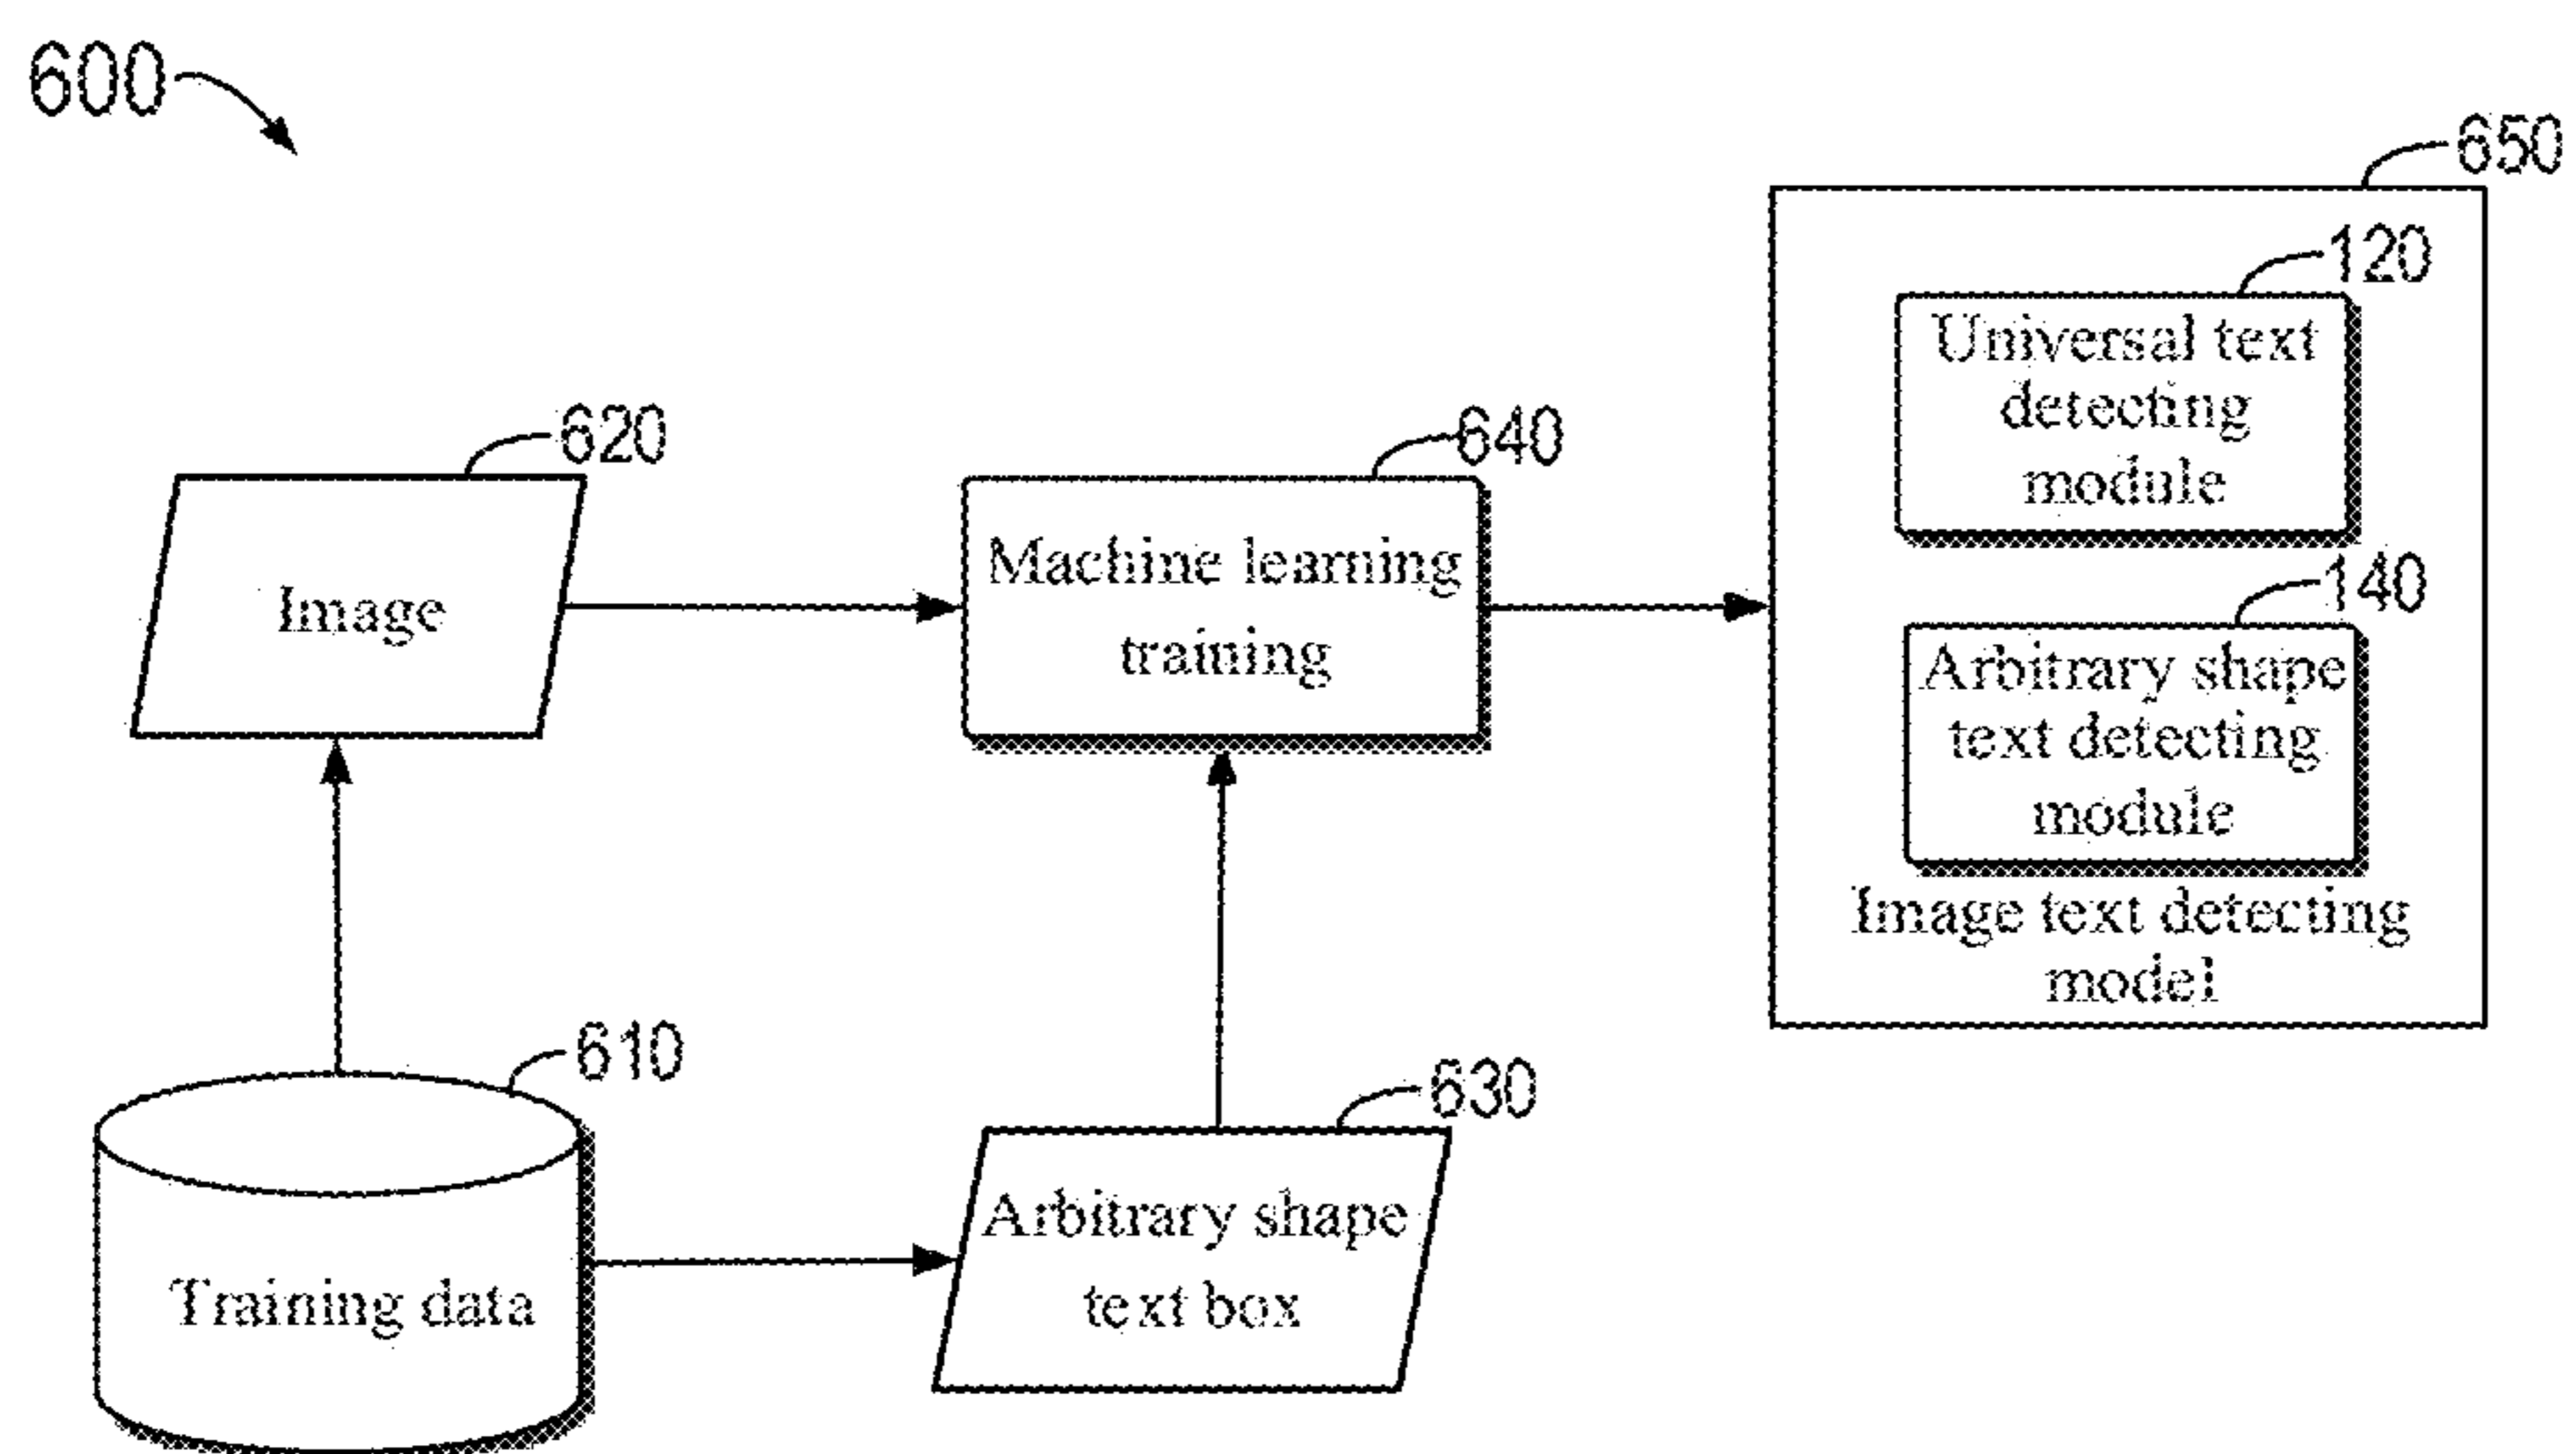 600
650
120
Universal text
detecting
module
620
640
Image
Machine learning
training
140
Arbitrary shape
text detecting
module
Image text detecting
model
610
630
Training data
Arbitrary shape
text box